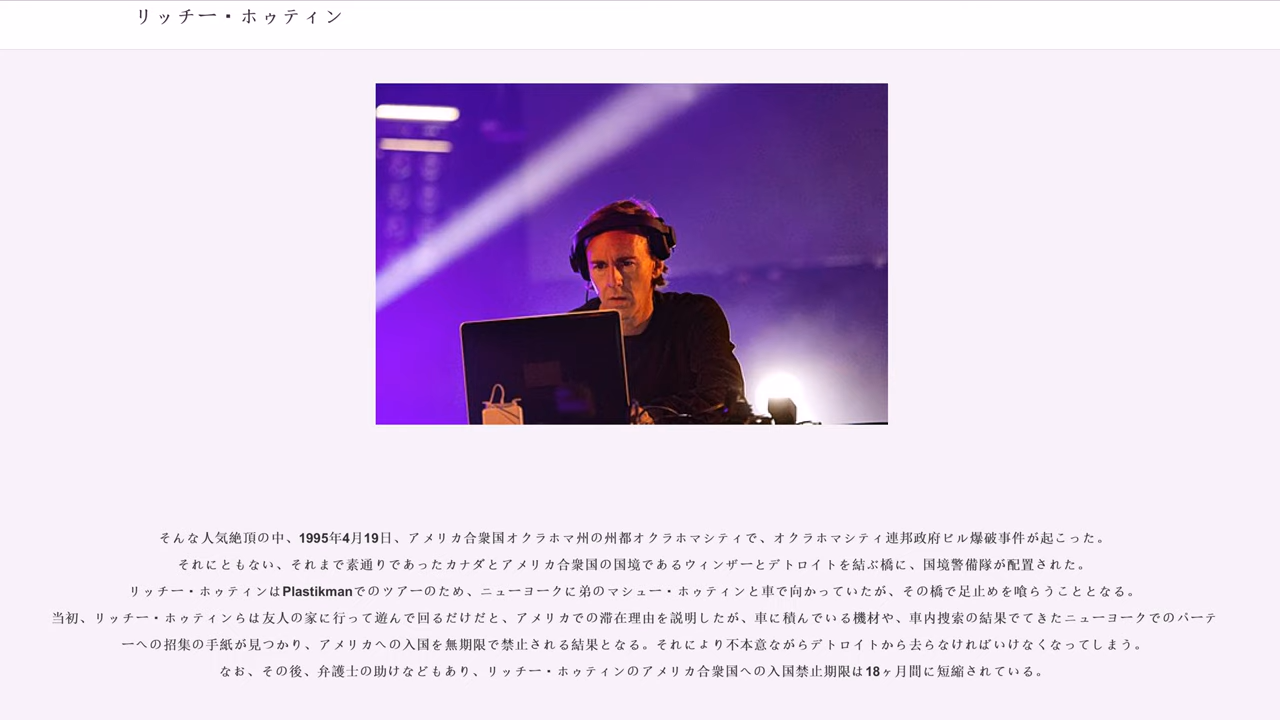 リッチー・ホゥティン
そんな人気絶頂の中、1995年4月19日、アメリカ合衆国オクラホマ州の州都オクラホマシティで、オクラホマシティ連邦政府ビル爆破事件が起こった。
それにともない、それまで素通りであったカナダとアメリカ合衆国の国境であるウィンザーとデトロイトを結ぶ橋に、国境警備隊が配置された。
リッチー・ホゥティンはPlastikmanでのツアーのため、ニューヨークに弟のマシュー・ホゥティンと車で向かっていたが、その橋で足止めを喰らうこととなる。
当初、リッチー・ホゥティンらは友人の家に行って遊んで回るだけだと、アメリカでの滞在理由を説明したが、車に積んでいる機材や、車内捜索の結果でてきたニューヨークでのパーテ
ーへの招集の手紙が見つかり、アメリカへの入国を無期限で禁止される結果となる。それにより不本意ながらデトロイトから去らなければいけなくなってしまう。
なお、その後、弁護士の助けなどもあり、リッチー・ホゥティンのアメリカ合衆国への入国禁止期限は18ヶ月間に短縮されている。